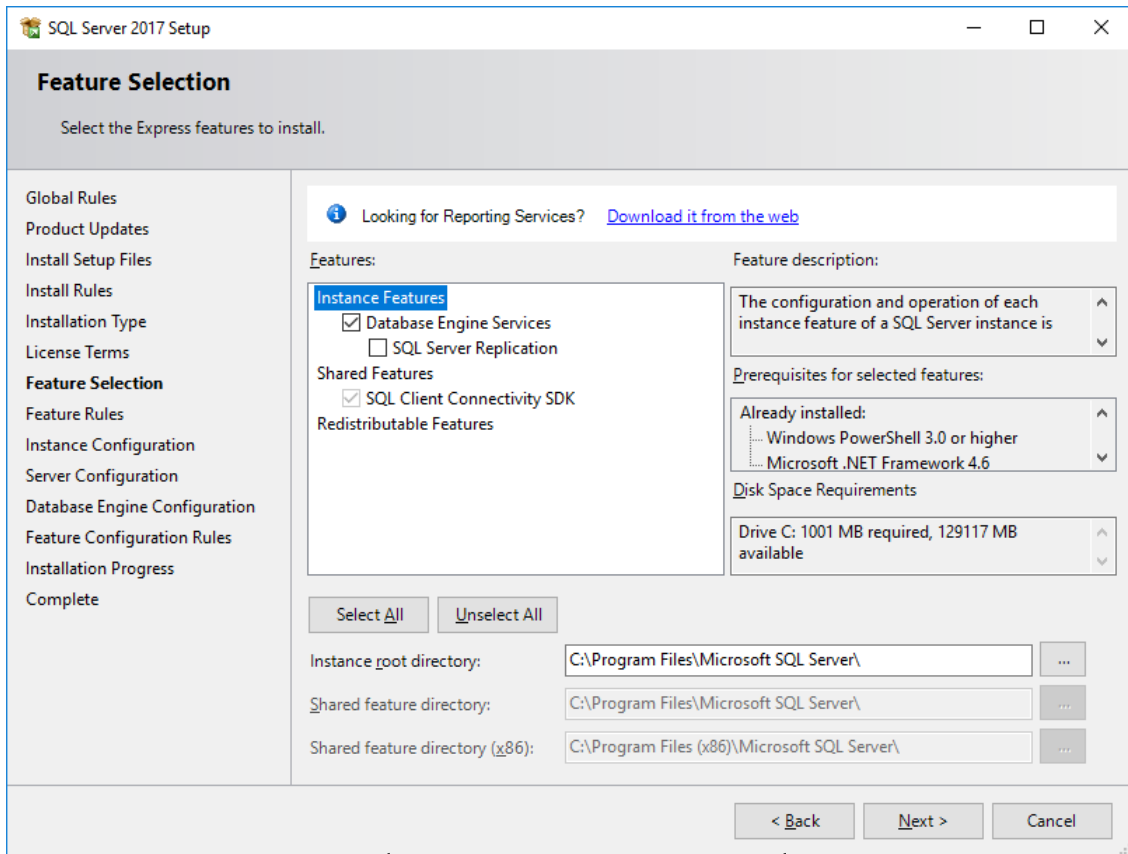 SQL Server 2017 Setup
Feature Selection
Select the Express features to install.
Global Rules
Product Updates
Install Setup Files
Install Rules
Installation Type
License Terms
Feature Selection
Feature Rules
Instance Configuration
Server Configuration
Database Engine Configuration
Feature Configuration Rules
Installation Progress
Complete
Looking for Reporting Services? Download it from the web
Features:
Instance Features
Database Engine Services
SQL Server Replication
Shared Features
SQL Client Connectivity SDK
Redistributable Features
Feature description:
The configuration and operation of each
instance feature of a SQL Server instance is
Prerequisites for selected features:
Already installed:
Windows PowerShell 3.0 or higher
Microsoft .NET Framework 4.6
Disk Space Requirements
Drive C: 1001 MB required, 129117 MB
available
Select All Unselect All
Instance root directory: C:\Program Files\Microsoft SQL Server\ ...
Shared feature directory: C:\Program Files\Microsoft SQL Server\ ...
Shared feature directory (x86): C:\Program Files (x86)\Microsoft SQL Server\ ...
< Back Next > Cancel